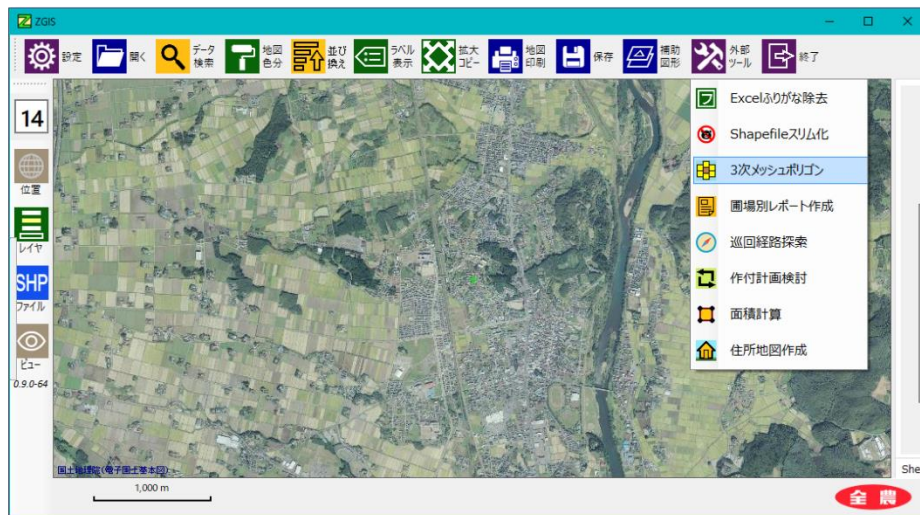 ZGIS
設定
開く
データ
検索
地図
色分
並び
換え
ラベル
表示
拡大
コピー
地図
印刷
保存
補助
図形
外部
ツール
終了
14
位置
レイヤ
SHP
ファイル
ビュー
0.9.0-64
Excelふりがな除去
Shapefileスリム化
3次メッシュポリゴン
圃場別レポート作成
巡回経路探索
作付計画検討
面積計算
住所地図作成
国土地理院(電子国土基本図)
1,000 m
She
全農